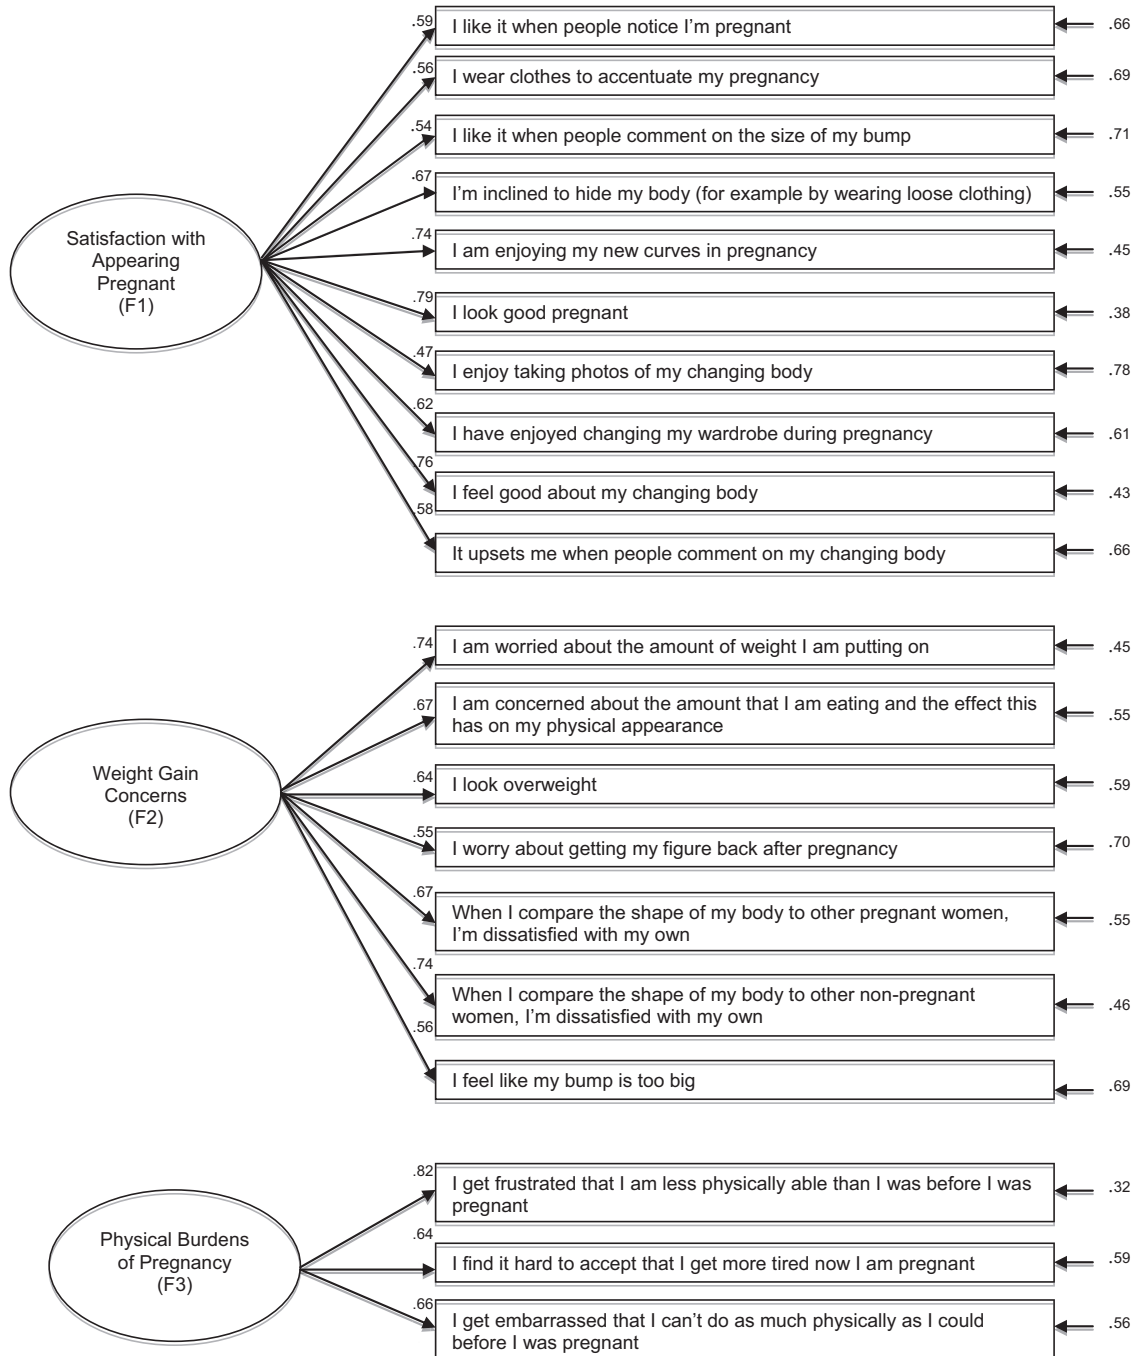 .59
I like it when people notice I'm pregnant
.66
.56
I wear clothes to accentuate my pregnancy
.69
.54
I like it when people comment on the size of my bump
.71
.67
I'm inclined to hide my body (for example by wearing loose clothing)
.55
Satisfaction with
Appearing
Pregnant
(F1)
.74
I am enjoying my new curves in pregnancy
.45
.79
I look good pregnant
.38
.47
I enjoy taking photos of my changing body
.78
.62
I have enjoyed changing my wardrobe during pregnancy
.61
.76
I feel good about my changing body
.43
.58
It upsets me when people comment on my changing body
.66
.74
I am worried about the amount of weight I am putting on
.45
.67
I am concerned about the amount that I am eating and the effect this
has on my physical appearance
.55
Weight Gain
Concerns
(F2)
.64
I look overweight
.59
.55
I worry about getting my figure back after pregnancy
.70
.67
When I compare the shape of my body to other pregnant women,
I'm dissatisfied with my own
.55
.74
When I compare the shape of my body to other non-pregnant
women, I'm dissatisfied with my own
.46
.56
I feel like my bump is too big
.69
.82
I get frustrated that I am less physically able than I was before I was
pregnant
.32
Physical Burdens
of Pregnancy
(F3)
.64
I find it hard to accept that I get more tired now I am pregnant
.59
.66
I get embarrassed that I can't do as much physically as I could
before I was pregnant
.56